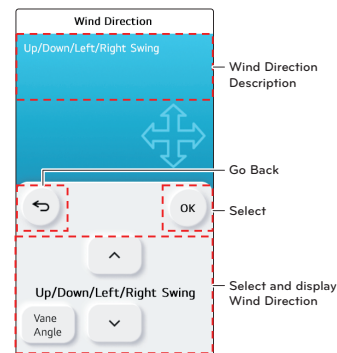 Wind Direction
Up/Down/Left/Right Swing
Wind Direction
Description
Go Back
OK
Select
Up/Down/Left/Right Swing
Select and display
Wind Direction
Vane
Angle